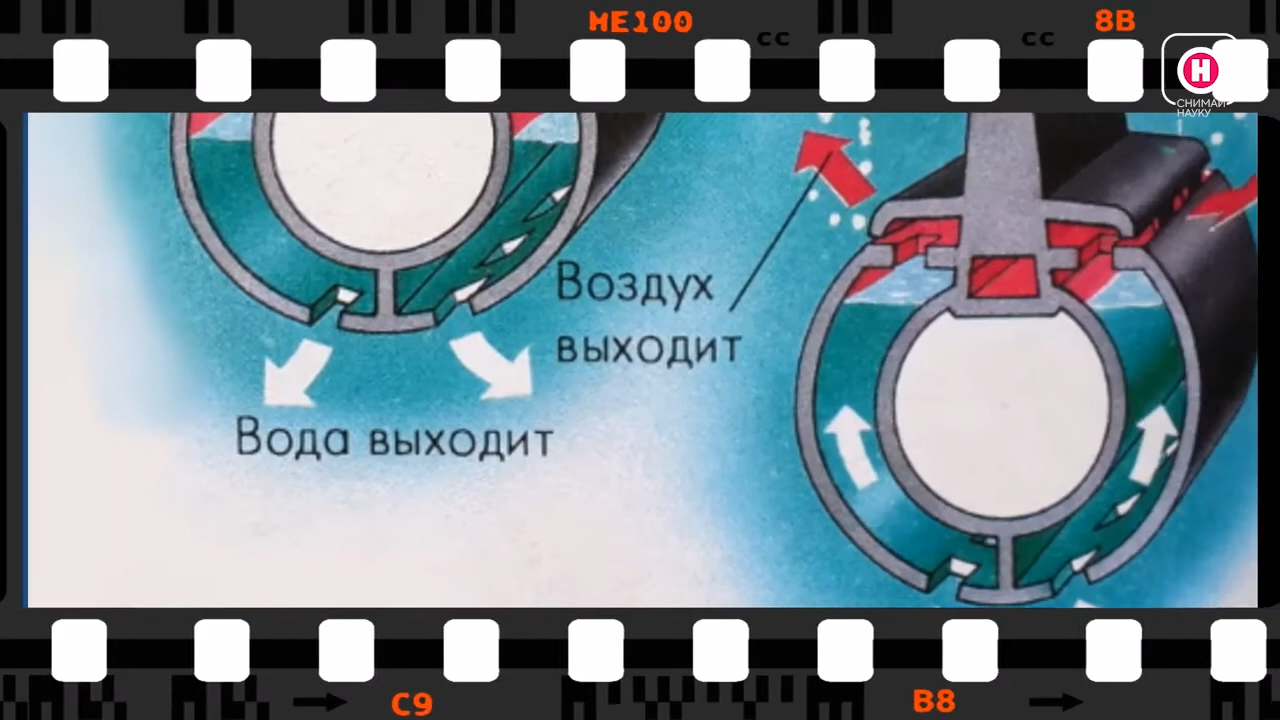 ME100
8B
cc
cc
Н
СНИМАЙ
НАУКУ
Воздух
выходит
Вода выходит
C9
B8